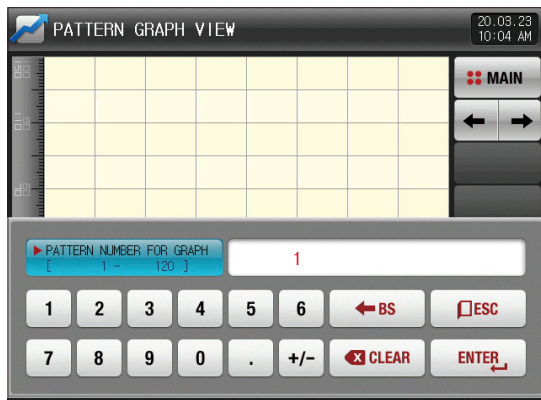 PATTERN GRAPH VIEW
20.03.23
10:04 AM
MAIN
PATTERN NUMBER FOR GRAPH
[ 1 ~ 120 ]
1
1 2 3 4 5 6 BS ESC
7 8 9 0 . +/- CLEAR ENTER